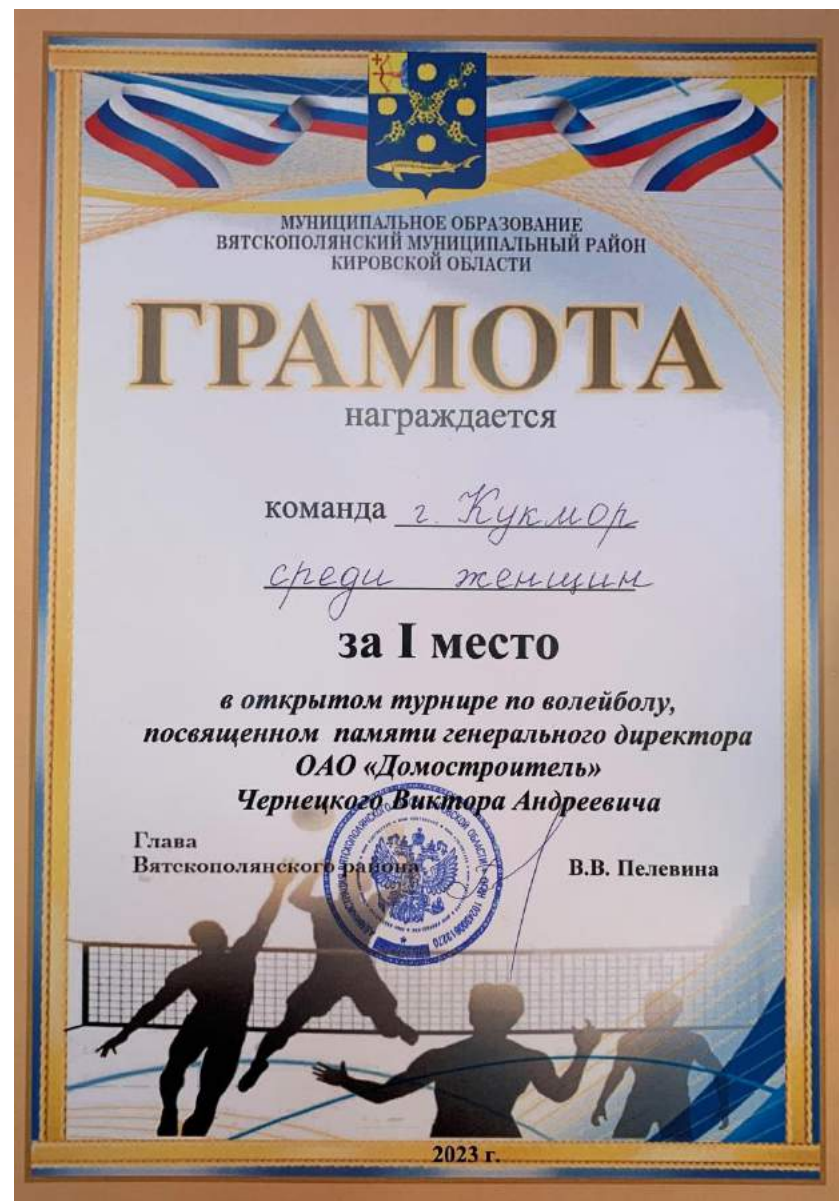 МУНИЦИПАЛЬНОЕ ОБРАЗОВАНИЕ
ВЯТСКОПОЛЯНСКИЙ МУНИЦИПАЛЬНЫЙ РАЙОН
КИРОВСКОЙ ОБЛАСТИ
ГРАМОТА
награждается
команда г. Кукмор
среди женщин
за I место
в открытом турнире по волейболу,
посвященном памяти генерального директора
ОАО «Домостроитель»
Чернецкого Виктора Андреевича
Глава
Вятскополянского района
В.В. Пелевина
2023 г.